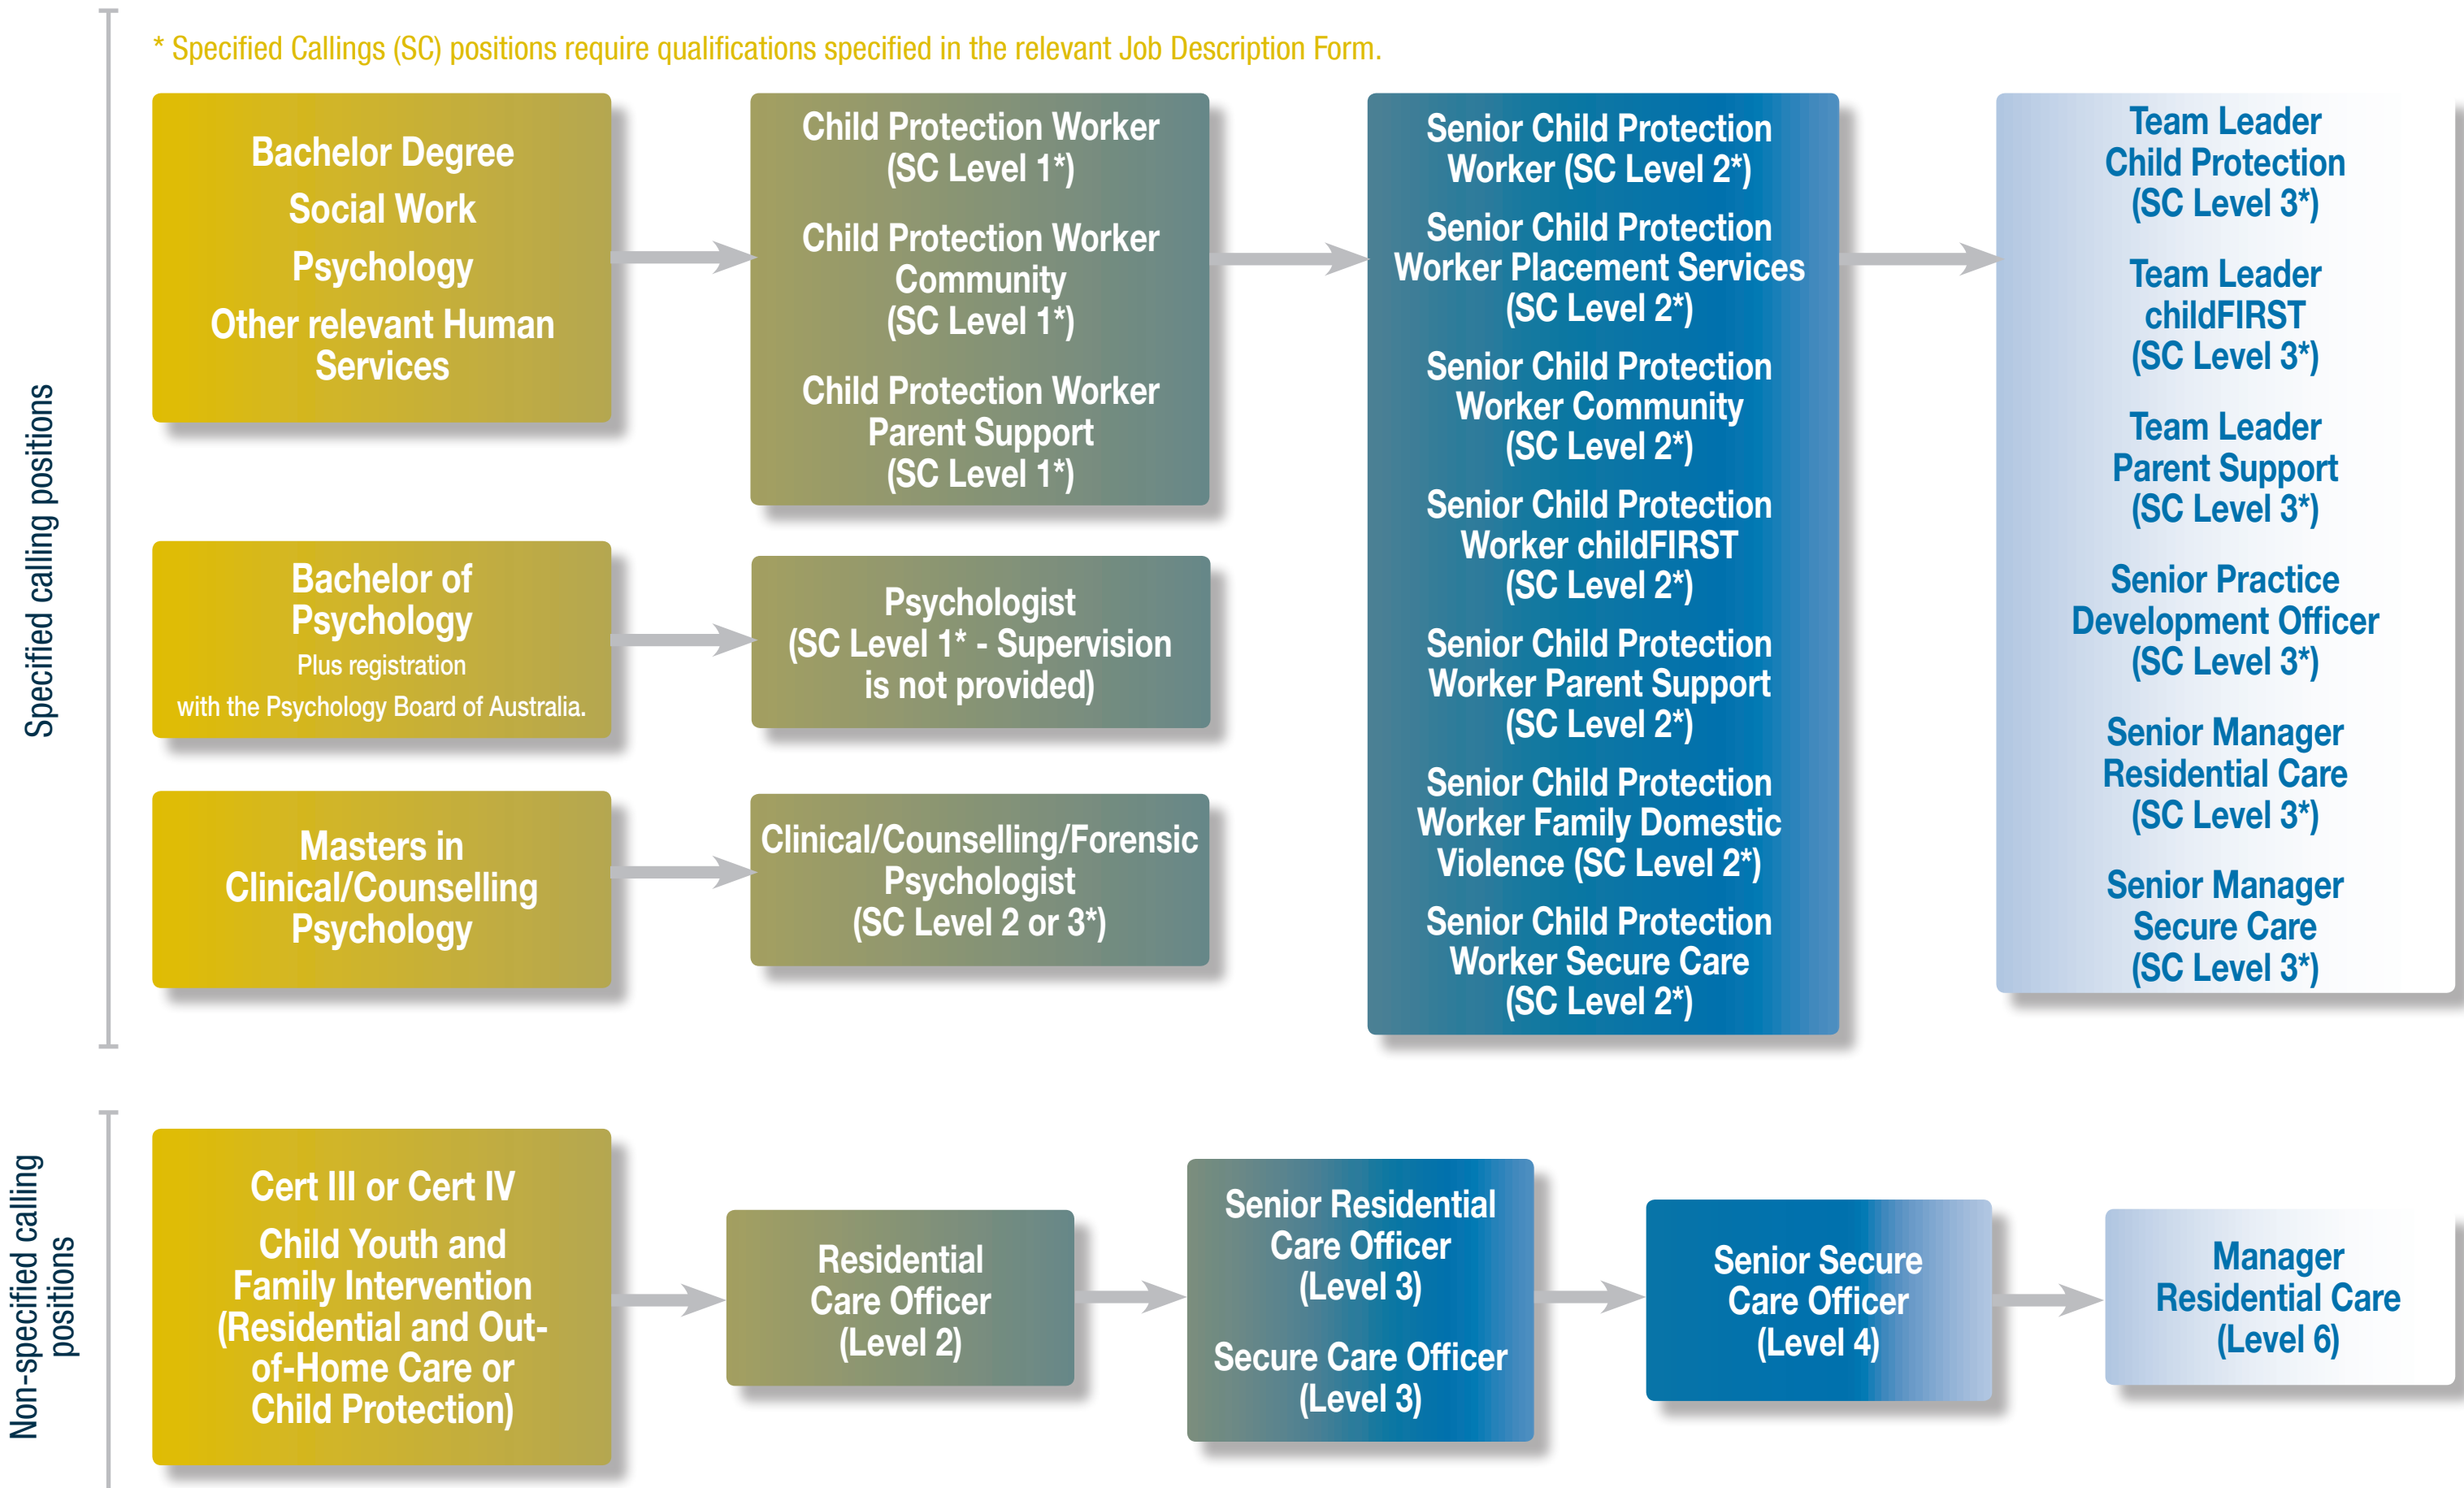 * Specified Callings (SC) positions require qualifications specified in the relevant Job Description Form.
Specified calling positions
Bachelor Degree
Social Work
Psychology
Other relevant Human
Services
Child Protection Worker
(SC Level 1*)
Child Protection Worker
Community
(SC Level 1*)
Child Protection Worker
Parent Support
(SC Level 1*)
Senior Child Protection
Worker (SC Level 2*)
Senior Child Protection
Worker Placement Services
(SC Level 2*)
Senior Child Protection
Worker Community
(SC Level 2*)
Senior Child Protection
Worker childFIRST
(SC Level 2*)
Senior Child Protection
Worker Parent Support
(SC Level 2*)
Senior Child Protection
Worker Family Domestic
Violence (SC Level 2*)
Senior Child Protection
Worker Secure Care
(SC Level 2*)
Team Leader
Child Protection
(SC Level 3*)
Team Leader
childFIRST
(SC Level 3*)
Team Leader
Parent Support
(SC Level 3*)
Senior Practice
Development Officer
(SC Level 3*)
Senior Manager
Residential Care
(SC Level 3*)
Senior Manager
Secure Care
(SC Level 3*)
Bachelor of
Psychology
Plus registration
with the Psychology Board of Australia.
Psychologist
(SC Level 1* - Supervision
is not provided)
Masters in
Clinical/Counselling
Psychology
Clinical/Counselling/Forensic
Psychologist
(SC Level 2 or 3*)
Non-specified calling
positions
Cert III or Cert IV
Child Youth and
Family Intervention
(Residential and Out-
of-Home Care or
Child Protection)
Residential
Care Officer
(Level 2)
Senior Residential
Care Officer
(Level 3)
Secure Care Officer
(Level 3)
Senior Secure
Care Officer
(Level 4)
Manager
Residential Care
(Level 6)